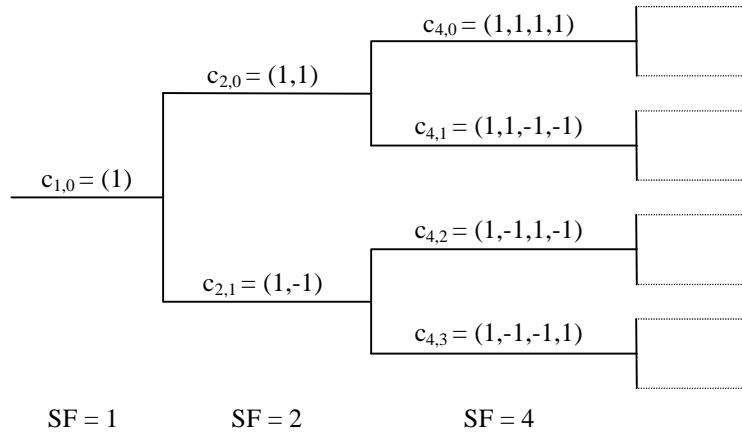 c4,0 = (1,1,1,1)
c2,0 = (1,1)
c4,1 = (1,1,-1,-1)
c1,0 = (1)
c4,2 = (1,-1,1,-1)
c2,1 = (1,-1)
c4,3 = (1,-1,-1,1)
SF = 1 SF = 2 SF = 4